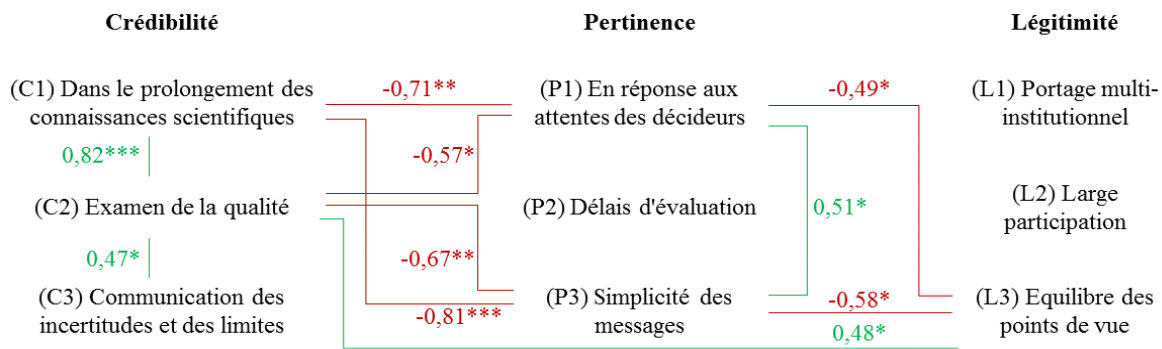 Crédibilité Pertinence Légitimité
(C1) Dans le prolongement des
connaissances scientifiques
-0,71**
(P1) En réponse aux
attentes des décideurs
-0,49*
(L1) Portage multi-
institutionnel
0,82***
-0,57*
(C2) Examen de la qualité
(P2) Délais d'évaluation
0,51*
(L2) Large
participation
0,47*
-0,67**
(C3) Communication des
incertitudes et des limites
-0,81***
(P3) Simplicité des
messages
-0,58*
(L3) Equilibre des
points de vue
0,48*